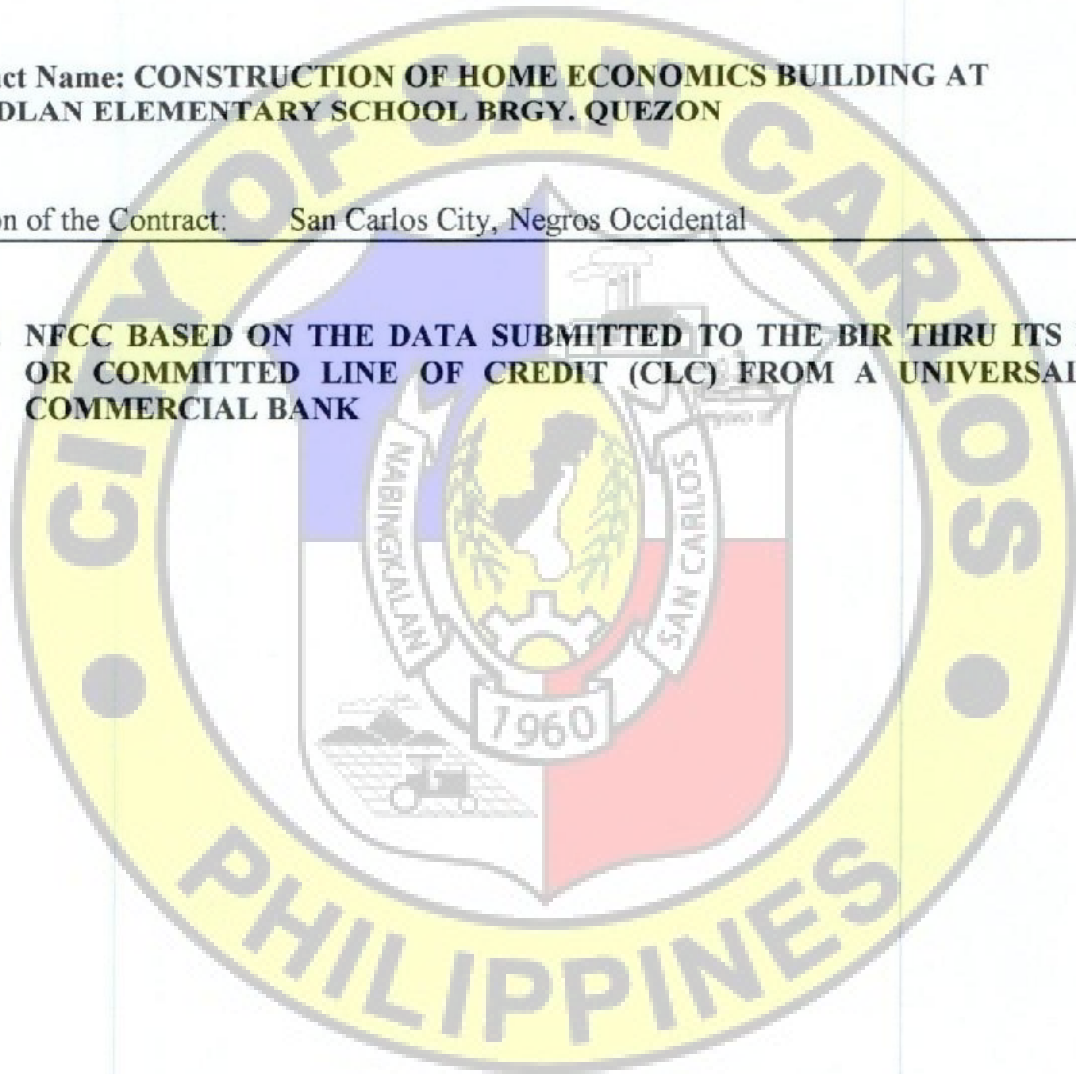 act Name: CONSTRUCTION OF HOME ECONOMICS BUILDING AT
DLAN ELEMENTARY SCHOOL BRGY. QUEZON
on of the Contract: San Carlos City, Negros Occidental
NFCC BASED ON THE DATA SUBMITTED TO THE BIR THRU ITS
OR COMMITTED LINE OF CREDIT (CLC) FROM A UNIVERSAL
COMMERCIAL BANK
CITY OF SAN CARLOS
NABINGKALAN
SAN CARLOS
1960
PHILIPPINES